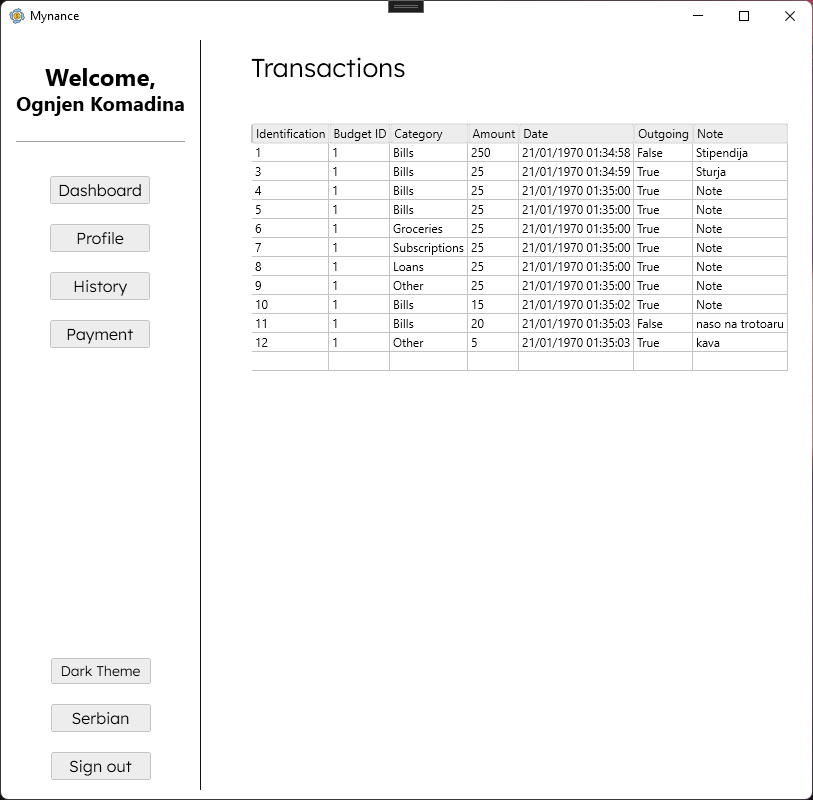 Mynance
Welcome,
Ognjen Komadina
Dashboard
Profile
History
Payment
Dark Theme
Serbian
Sign out
Transactions
Identification Budget ID Category Amount Date Outgoing Note
1 1 Bills 250 21/01/1970 01:34:58 False Stipendija
3 1 Bills 25 21/01/1970 01:34:59 True Sturja
4 1 Bills 25 21/01/1970 01:35:00 True Note
5 1 Bills 25 21/01/1970 01:35:00 True Note
6 1 Groceries 25 21/01/1970 01:35:00 True Note
7 1 Subscriptions 25 21/01/1970 01:35:00 True Note
8 1 Loans 25 21/01/1970 01:35:00 True Note
9 1 Other 25 21/01/1970 01:35:00 True Note
10 1 Bills 15 21/01/1970 01:35:02 True Note
11 1 Bills 20 21/01/1970 01:35:03 False naso na trotoaru
12 1 Other 5 21/01/1970 01:35:03 True kava